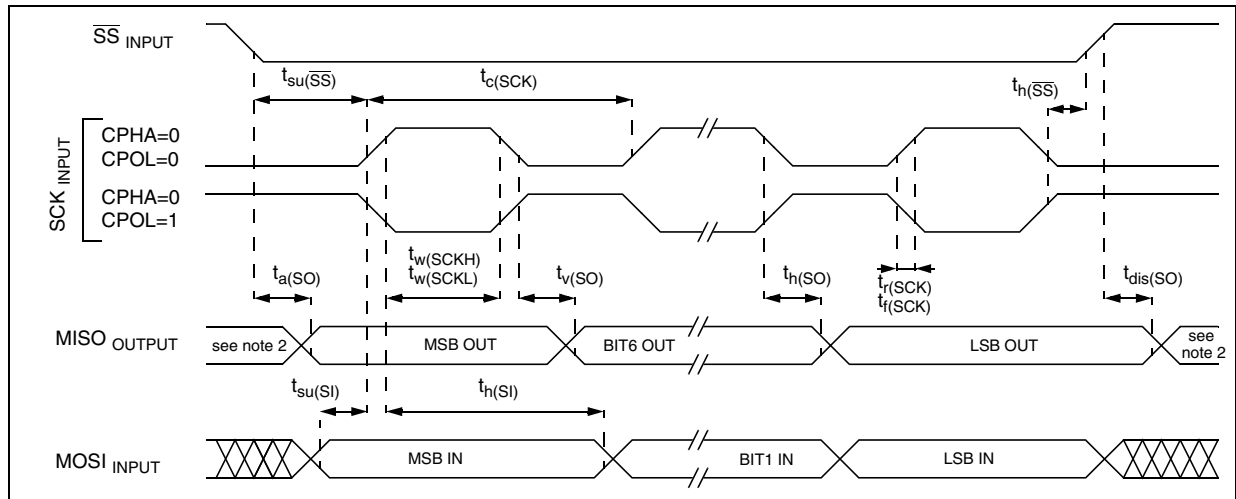 SS INPUT
tsu(SS)
tc(SCK)
th(SS)
SCK INPUT
CPHA=0
CPOL=0
CPHA=0
CPOL=1
ta(SO)
tw(SCKH)
tw(SCKL)
tv(SO)
th(SO)
tr(SCK)
tf(SCK)
tdis(SO)
MISO OUTPUT
see note 2
MSB OUT
BIT6 OUT
LSB OUT
see
note 2
tsu(SI)
th(SI)
MOSI INPUT
MSB IN
BIT1 IN
LSB IN